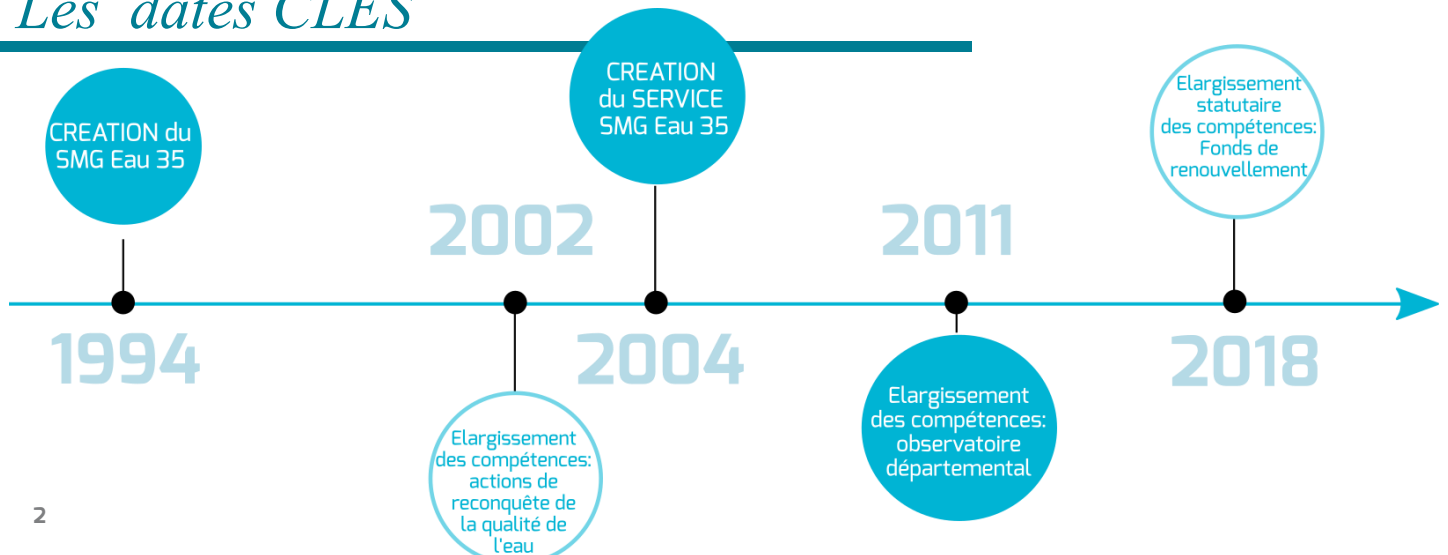 Les dates CLES
CREATION du
SMG Eau 35
1994
2002
Elargissement
des compétences:
actions de
reconquête de
la qualité de
l'eau
CREATION
du SERVICE
SMG Eau 35
2004
2011
Elargissement
des compétences:
observatoire
départemental
Elargissement
statutaire
des compétences:
Fonds de
renouvellement
2018
2